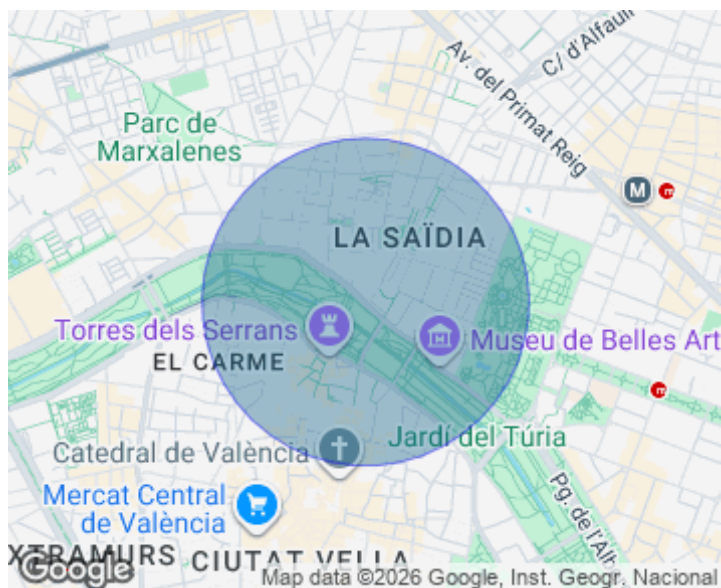 C/ d'Alfauir
Av. del Primat Reig
Parc de
Marxalenes
M
LA SAÏDIA
Torres dels Serrans
Museu de Belles Art
EL CARME
Catedral de València
Jardí del Túria
Mercat Central
de València
Pg. de l'Alb
XTRAMURS
CIUTAT VELLA
Google
Map data ©2026 Google, Inst. Geogr. Nacional